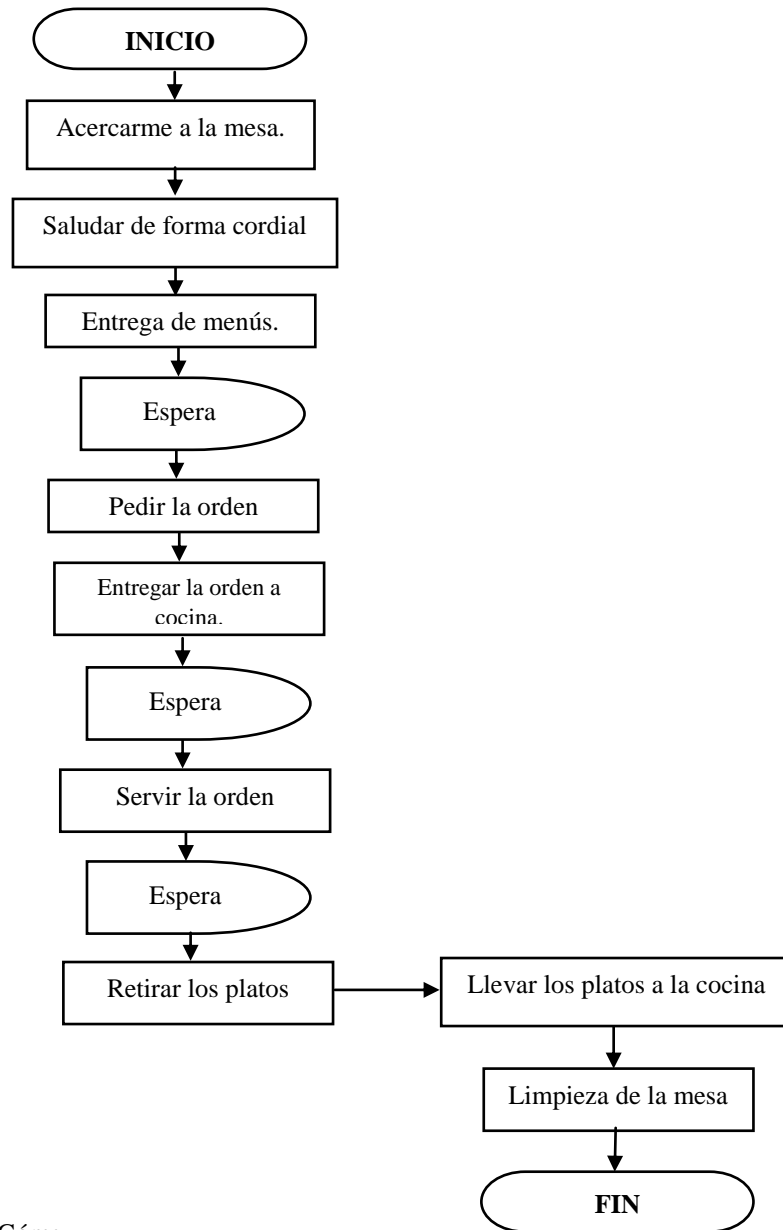 INICIO
Acercarme a la mesa.
Saludar de forma cordial
Entrega de menús.
Espera
Pedir la orden
Entregar la orden a
cocina.
Espera
Servir la orden
Espera
Retirar los platos
Llevar los platos a la cocina
Limpieza de la mesa
FIN